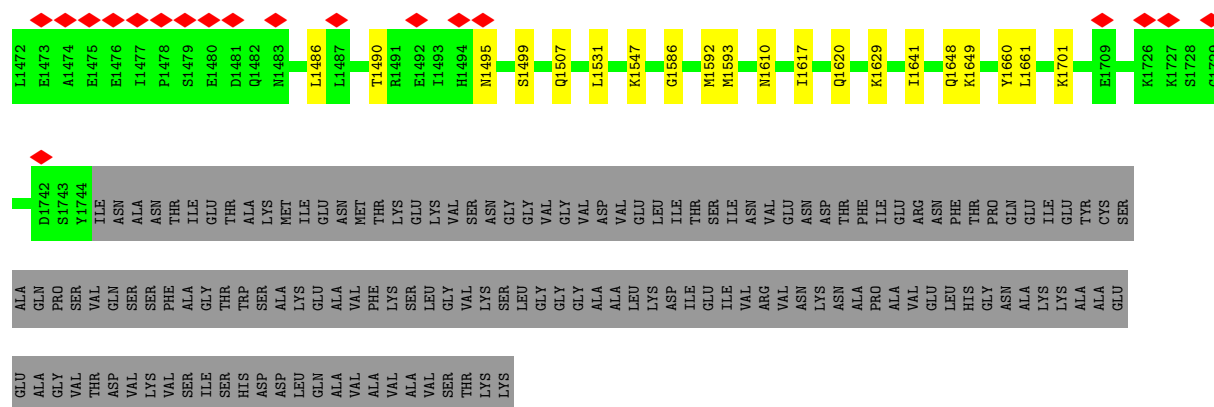 L1472 E1473 A1474 E1475 E1476 I1477 P1478 S1479 E1480 D1481 Q1482 N1483 L1486 L1487 T1490 R1491 E1492 I1493 H1494 N1495 S1499 Q1507 L1531 K1547 G1586 M1592 M1593 N1610 I1617 Q1620 K1629 I1641 Q1648 K1649 Y1660 L1661 K1701 E1709 K1726 K1727 S1728
D1742 S1743 Y1744 ILE ASN ALA ASN THR ILE GLU THR ALA LYS MET ILE GLU ASN MET THR LYS GLU LYS VAL SER ASN GLY GLY VAL GLY VAL ASP VAL GLU LEU ILE THR SER ILE ASN VAL GLU ASN ASP THR PHE ILE GLU ARG ASN PHE THR PRO GLN GLU ILE GLU TYR CYS SER
ALA GLN PRO SER VAL GLN SER SER PHE ALA GLY THR TRP SER ALA LYS GLU ALA VAL PHE LYS SER LEU GLY VAL LYS SER LEU GLY GLY GLY ALA ALA LEU LYS ASP ILE GLU ILE VAL ARG VAL ASN LYS ASN ALA PRO ALA VAL GLU LEU HIS GLY ASN ALA LYS LYS ALA ALA GLU
GLU ALA GLY VAL THR ASP VAL LYS VAL SER ILE SER HIS ASP ASP LEU GLN ALA VAL ALA VAL ALA VAL SER THR LYS LYS